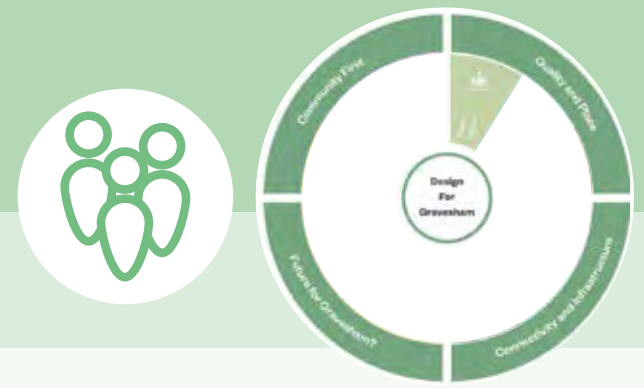 Community First
Quality and Place
Design
For
Gravesham
Future for Gravesham?
Connectivity and Infrastructure